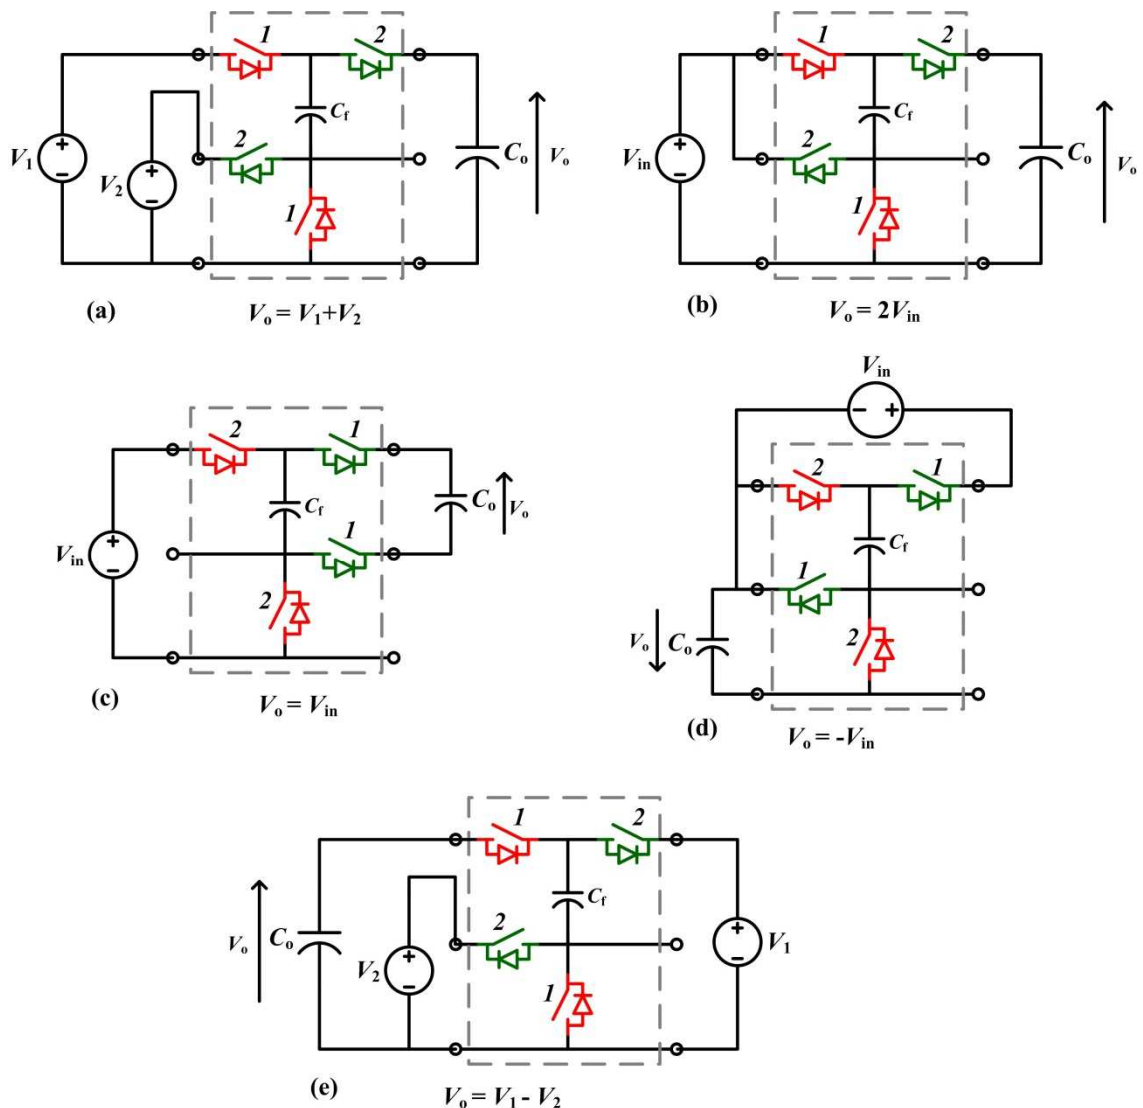 1 2
V1 + − V2 + − 2 Cf 1 Co Vo
(a) Vo = V1+V2
1 2
Vin + − 2 Cf 1 Co Vo
(b) Vo = 2Vin
2 1
Vin + − Cf 1 2 Co Vo
(c) Vo = Vin
Vin
− +
2 1
Cf
1
Vo Co 2
(d) Vo = -Vin
1 2
Vo Co V2 + − 2 Cf 1 + − V1
(e) Vo = V1 - V2